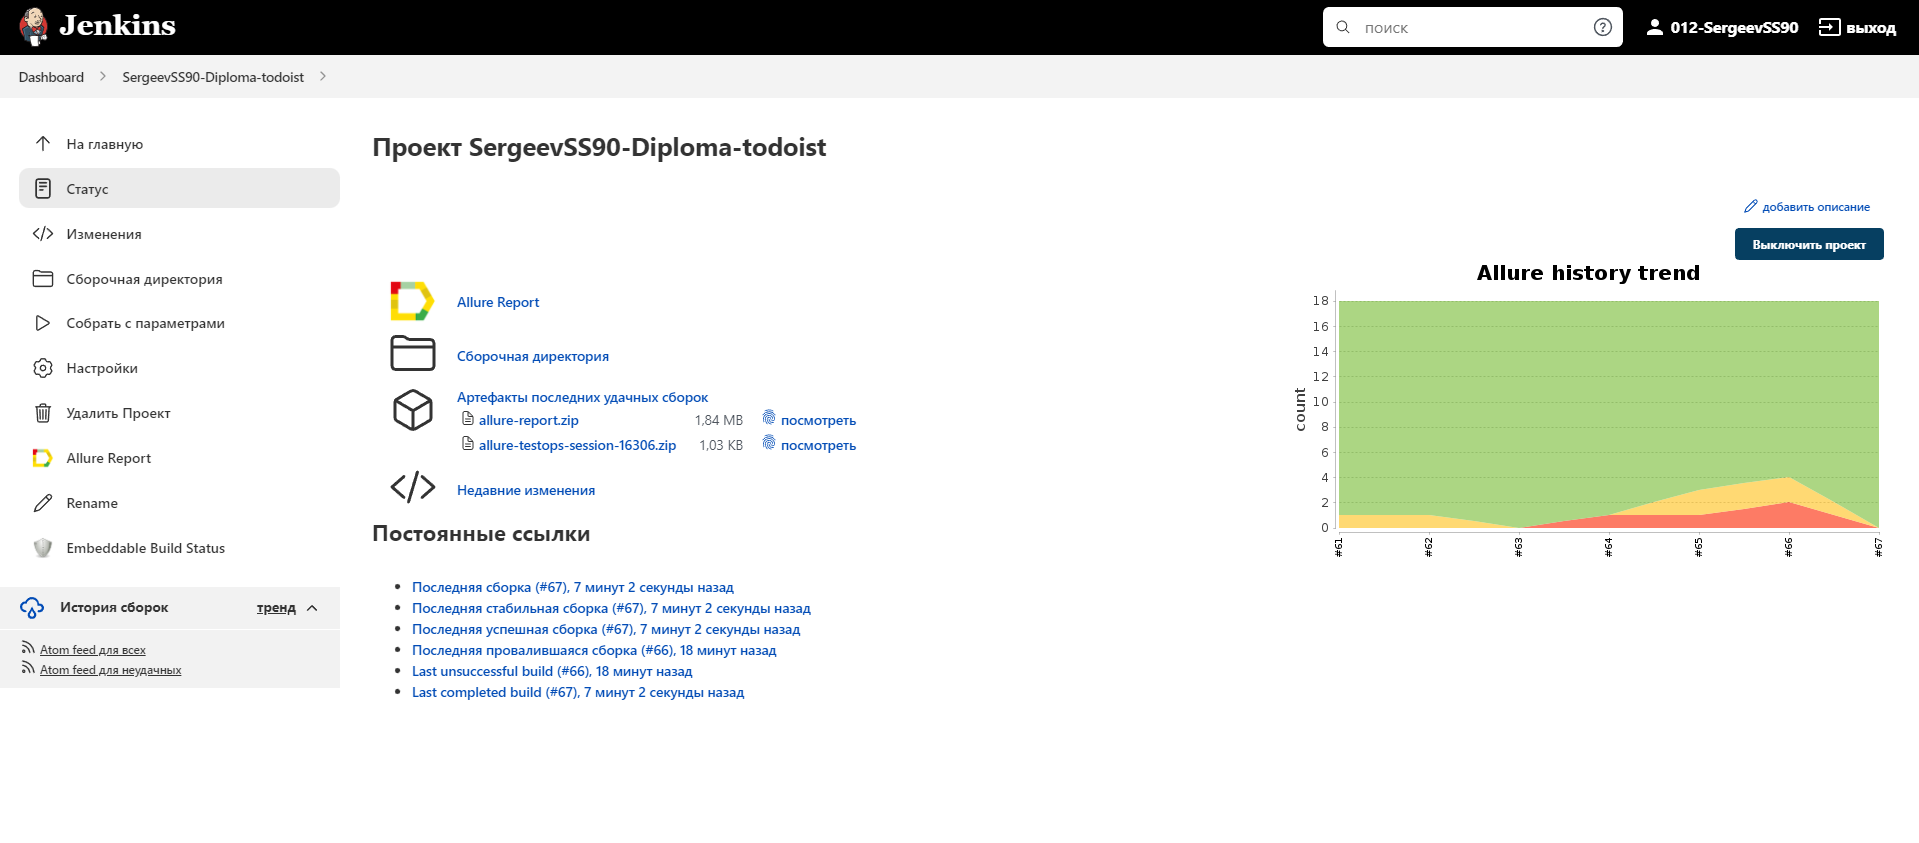 Jenkins
поиск
012-SergeevSS90
выход
Dashboard
SergeevSS90-Diploma-todoist
На главную
Статус
Изменения
Сборочная директория
Собрать с параметрами
Настройки
Удалить Проект
Allure Report
Rename
Embeddable Build Status
История сборок тренд
Atom feed для всех
Atom feed для неудачных
Проект SergeevSS90-Diploma-todoist
добавить описание
Выключить проект
Allure Report
Сборочная директория
Артефакты последних удачных сборок
allure-report.zip 1,84 MB посмотреть
allure-testops-session-16306.zip 1,03 KB посмотреть
Недавние изменения
Постоянные ссылки
Последняя сборка (#67), 7 минут 2 секунды назад
Последняя стабильная сборка (#67), 7 минут 2 секунды назад
Последняя успешная сборка (#67), 7 минут 2 секунды назад
Последняя провалившаяся сборка (#66), 18 минут назад
Last unsuccessful build (#66), 18 минут назад
Last completed build (#67), 7 минут 2 секунды назад
Allure history trend
count
18
16
14
12
10
8
6
4
2
0
#61 #62 #63 #64 #65 #66 #67